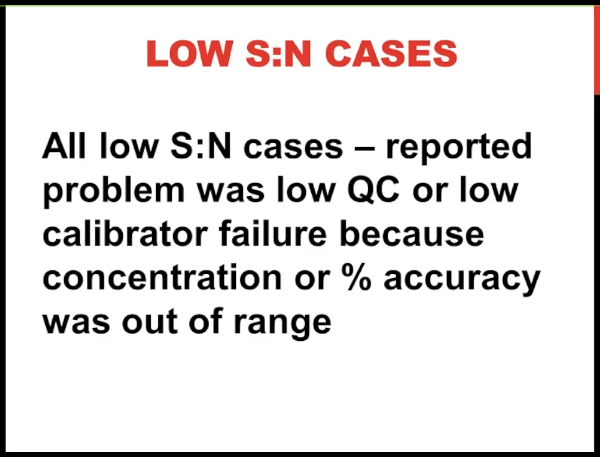 LOW S:N CASES
All low S:N cases – reported
problem was low QC or low
calibrator failure because
concentration or % accuracy
was out of range